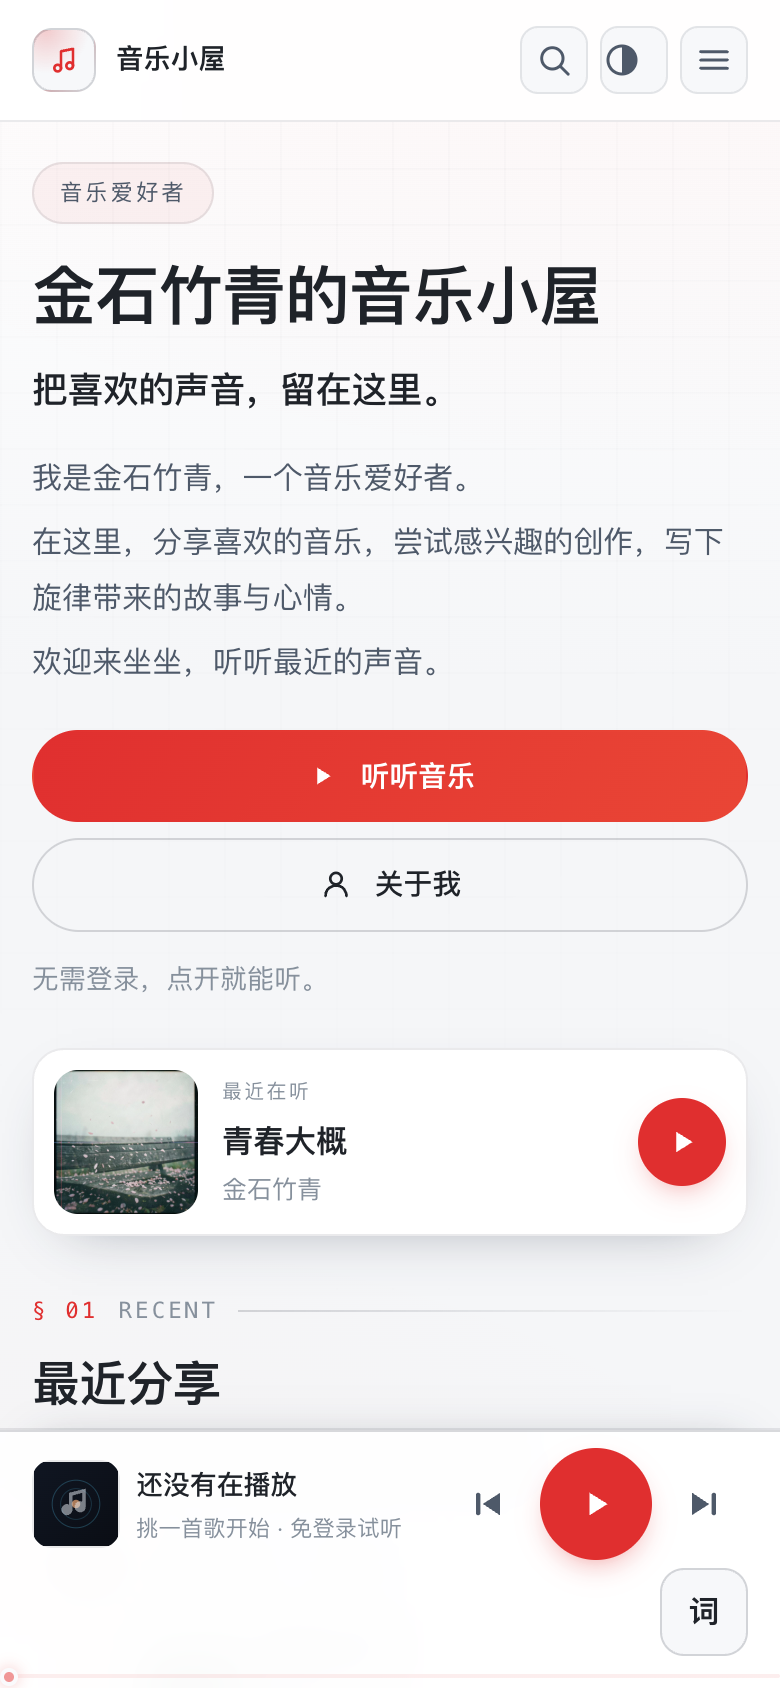 音乐小屋
音乐爱好者
金石竹青的音乐小屋
把喜欢的声音，留在这里。
我是金石竹青，一个音乐爱好者。
在这里，分享喜欢的音乐，尝试感兴趣的创作，写下
旋律带来的故事与心情。
欢迎来坐坐，听听最近的声音。
听听音乐
关于我
无需登录，点开就能听。
最近在听
青春大概
金石竹青
§ 01 RECENT
最近分享
还没有在播放
挑一首歌开始 · 免登录试听
词